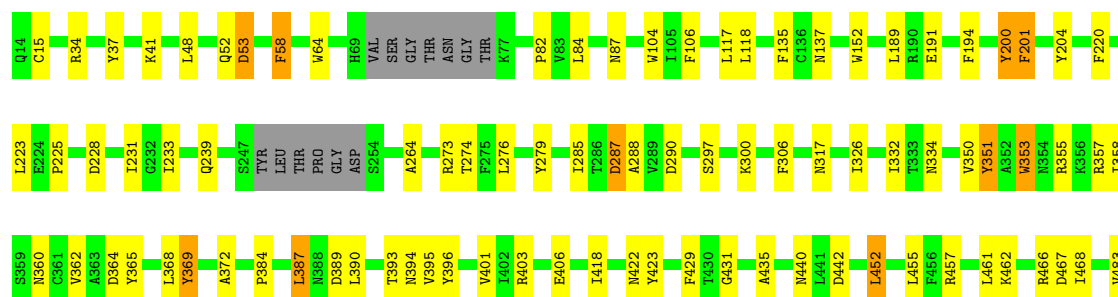 Q14 C15 R34 Y37 K41 L48 Q52 D53 F58 W64 H69 VAL SER GLY THR ASN GLY THR K77 P82 V83 L84 N87 W104 I105 F106 L117 L118 F135 C136 N137 W152 L189 R190 E191 F194 Y200 F201 Y204 F220
L223 E224 P225 D228 I231 G232 I233 Q239 S247 TYR LEU THR PRO GLY ASP S254 A264 R273 T274 F275 L276 Y279 I285 T286 D287 A288 V289 D290 S297 K300 F306 N317 I326 I332 T333 N334 V350 Y351 A352 W353 N354 R355 K356 R357
S359 N360 C361 V362 A363 D364 Y365 L368 Y369 A372 P384 L387 N388 D389 L390 T393 N394 V395 Y396 V401 I402 R403 E406 I418 N422 Y423 F429 T430 G431 A435 N440 L441 D442 L452 L455 F456 R457 L461 K462 R466 D467 I468